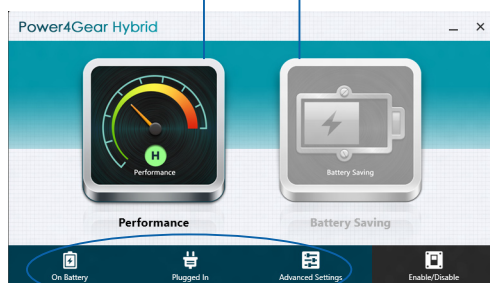 Power4Gear Hybrid
H
Performance
Battery Saving
Performance
Battery Saving
On Battery
Plugged In
Advanced Settings
Enable/Disable